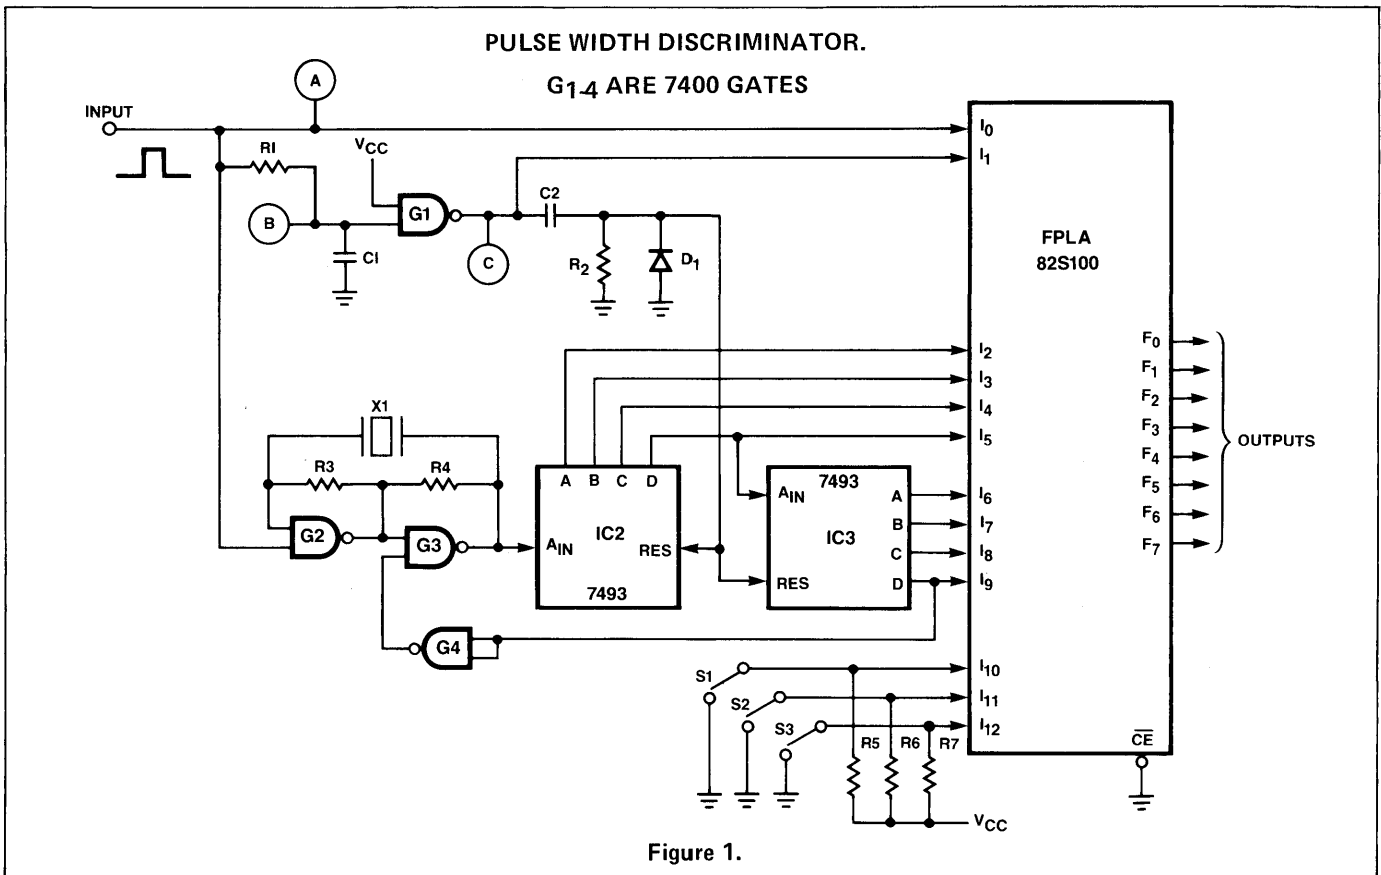 PULSE WIDTH DISCRIMINATOR.
G1-4 ARE 7400 GATES
A
INPUT
I0
R1
VCC
I1
C2
G1
B
C1
C
R2
D1
FPLA
82S100
I2
I3
I4
I5
F0
F1
F2
F3
F4
F5
F6
F7
OUTPUTS
X1
R3
R4
G2
G3
A B C D
AIN
IC2
RES
7493
7493
AIN
A
IC3
B
C
RES
D
I6
I7
I8
I9
G4
S1
I10
S2
I11
S3
I12
R5
R6
R7
CE
VCC
Figure 1.